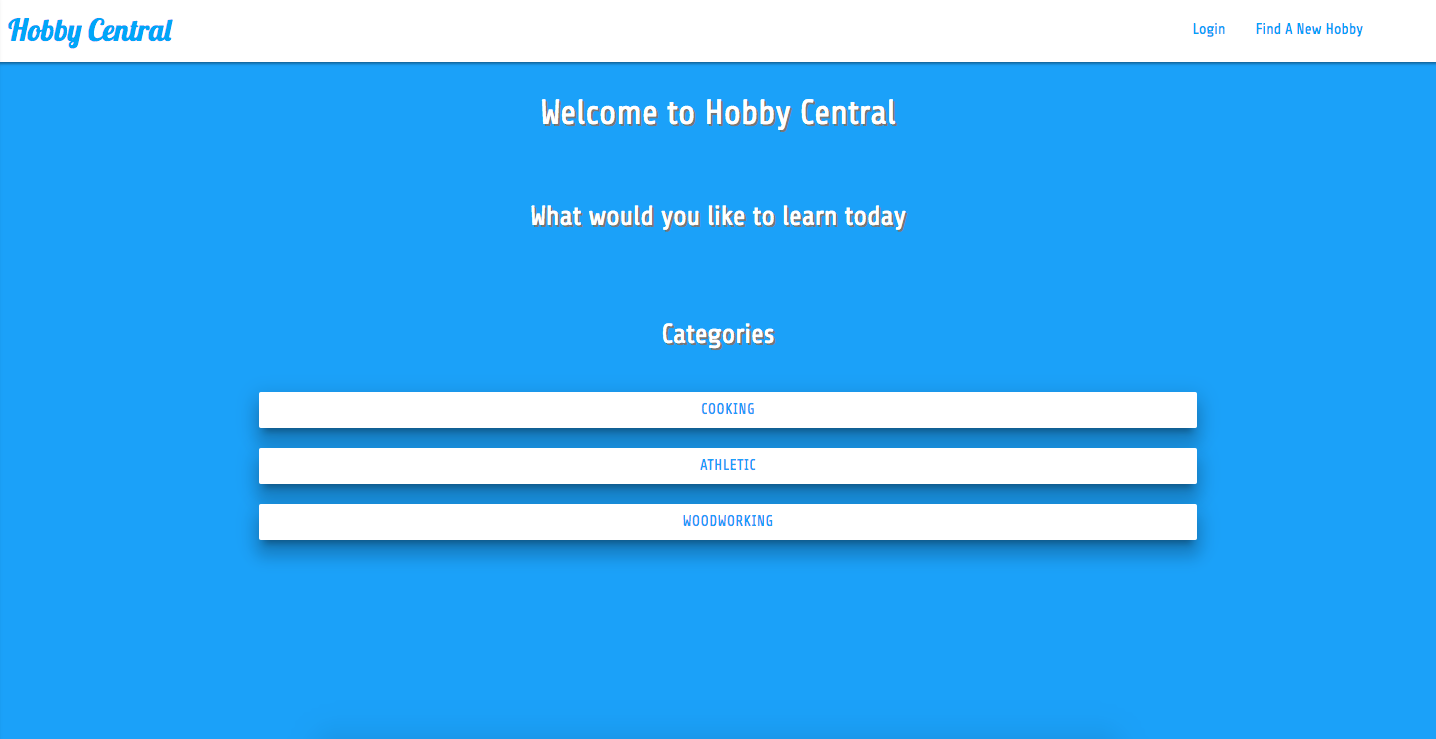 Hobby Central
Login
Find A New Hobby
Welcome to Hobby Central
What would you like to learn today
Categories
COOKING
ATHLETIC
WOODWORKING